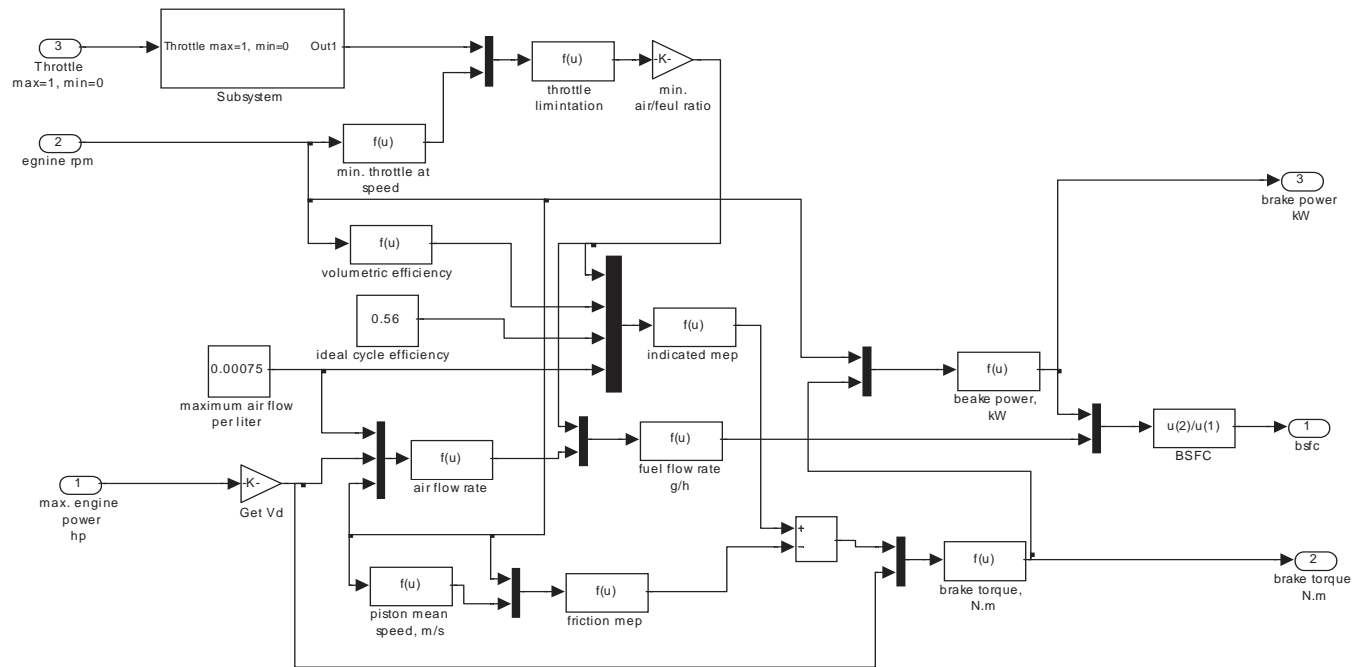 3
Throttle
max=1, min=0
Throttle max=1, min=0
Out1
Subsystem
f(u)
throttle
limintation
-K-
min.
air/feul ratio
2
egnine rpm
f(u)
min. throttle at
speed
3
brake power
kW
f(u)
volumetric efficiency
0.56
ideal cycle efficiency
f(u)
indicated mep
0.00075
maximum air flow
per liter
f(u)
beake power,
kW
u(2)/u(1)
BSFC
1
bsfc
1
max. engine
power
hp
-K-
Get Vd
f(u)
air flow rate
f(u)
fuel flow rate
g/h
+
−
f(u)
piston mean
speed, m/s
f(u)
friction mep
f(u)
brake torque,
N.m
2
brake torque
N.m